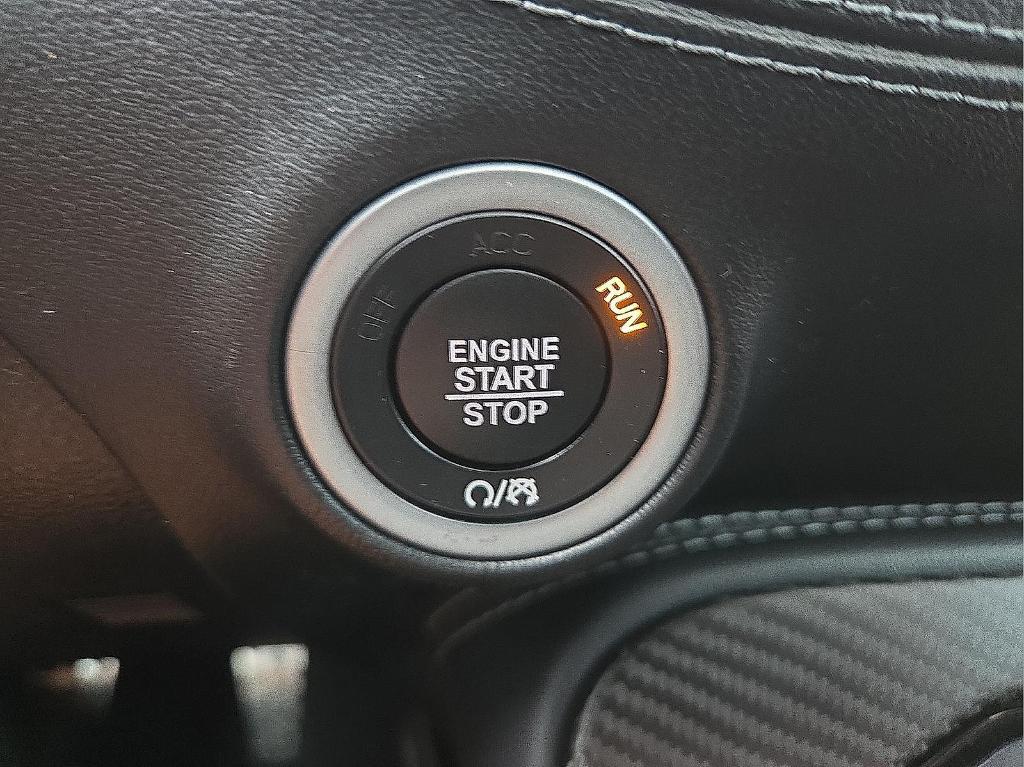 ACC
OFF
RUN
ENGINE
START
STOP